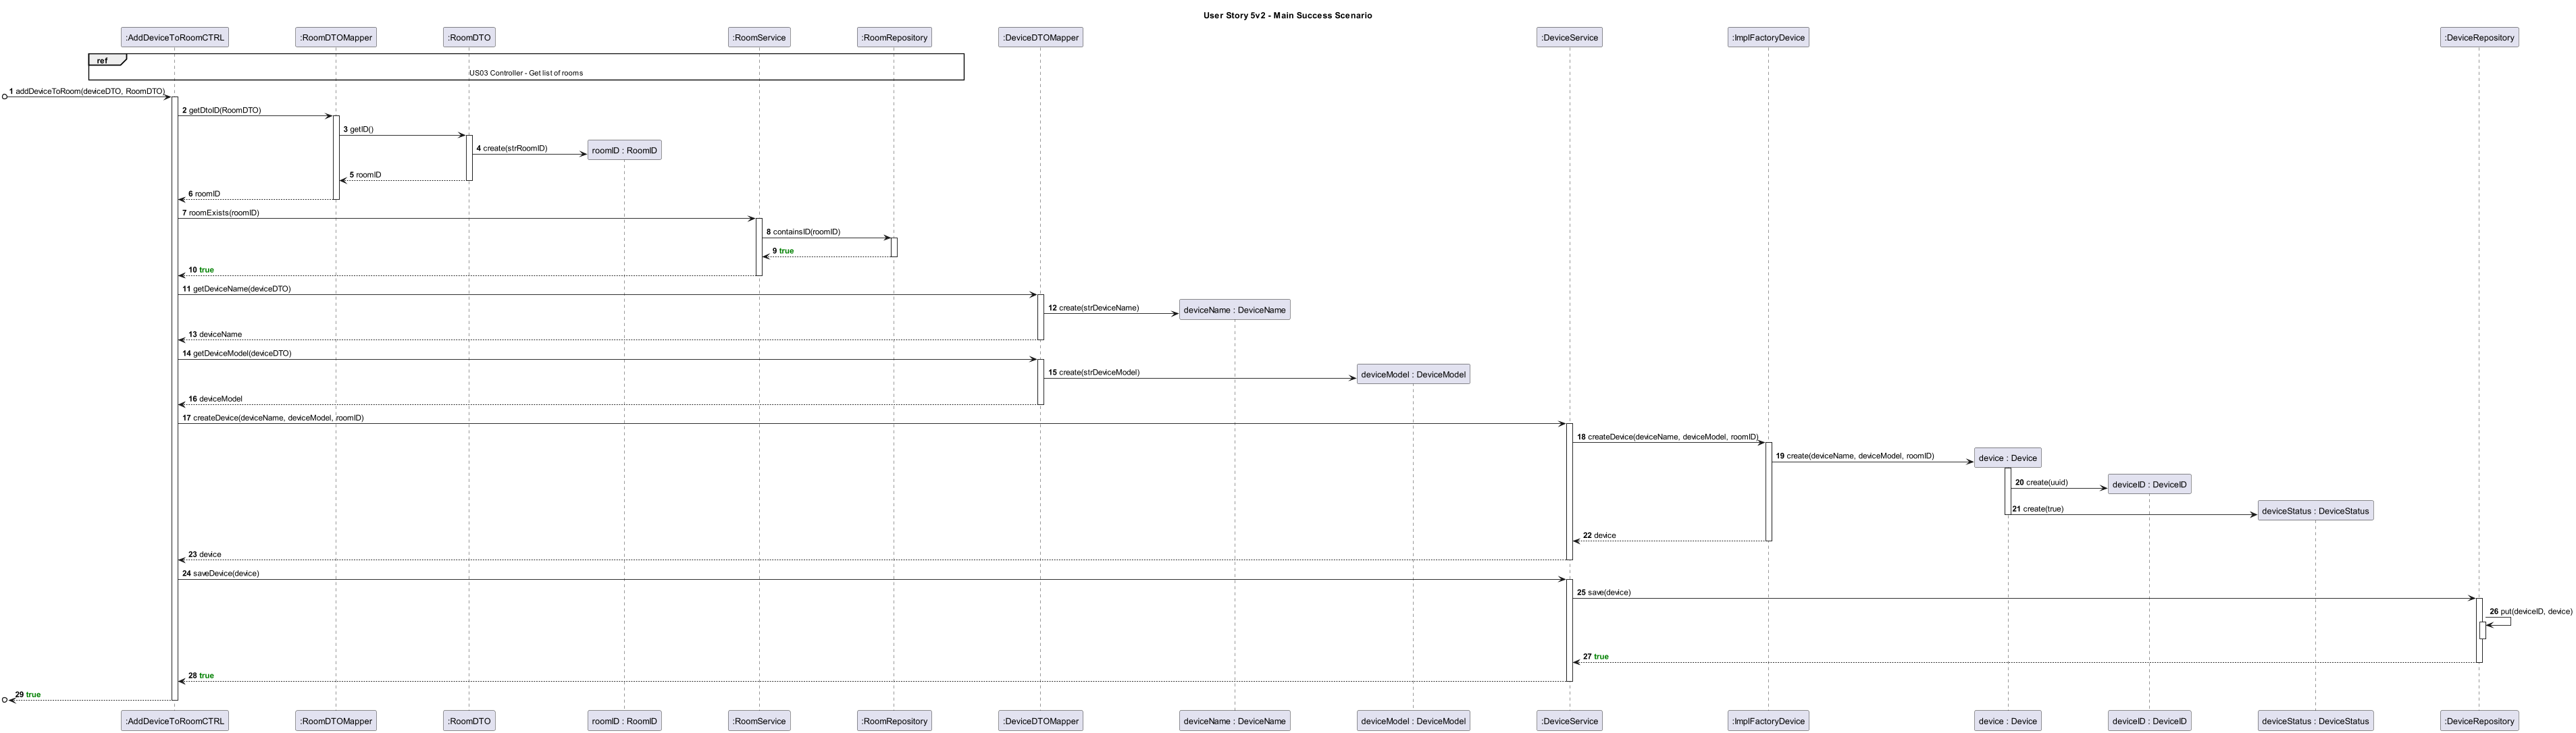 User Story 5v2 - Main Success Scenario
:AddDeviceToRoomCTRL
:RoomDTOMapper
:RoomDTO
:RoomService
:RoomRepository
:DeviceDTOMapper
:DeviceService
:ImplFactoryDevice
:DeviceRepository
ref
US03 Controller - Get list of rooms
1 addDeviceToRoom(deviceDTO, RoomDTO)
2 getDtoID(RoomDTO)
3 getID()
4 create(strRoomID)
roomID : RoomID
5 roomID
6 roomID
7 roomExists(roomID)
8 containsID(roomID)
9 true
10 true
11 getDeviceName(deviceDTO)
12 create(strDeviceName)
deviceName : DeviceName
13 deviceName
14 getDeviceModel(deviceDTO)
15 create(strDeviceModel)
deviceModel : DeviceModel
16 deviceModel
17 createDevice(deviceName, deviceModel, roomID)
18 createDevice(deviceName, deviceModel, roomID)
19 create(deviceName, deviceModel, roomID)
device : Device
20 create(uuid)
deviceID : DeviceID
21 create(true)
deviceStatus : DeviceStatus
22 device
23 device
24 saveDevice(device)
25 save(device)
26 put(deviceID, device)
27 true
28 true
29 true
:AddDeviceToRoomCTRL
:RoomDTOMapper
:RoomDTO
roomID : RoomID
:RoomService
:RoomRepository
:DeviceDTOMapper
deviceName : DeviceName
deviceModel : DeviceModel
:DeviceService
:ImplFactoryDevice
device : Device
deviceID : DeviceID
deviceStatus : DeviceStatus
:DeviceRepository